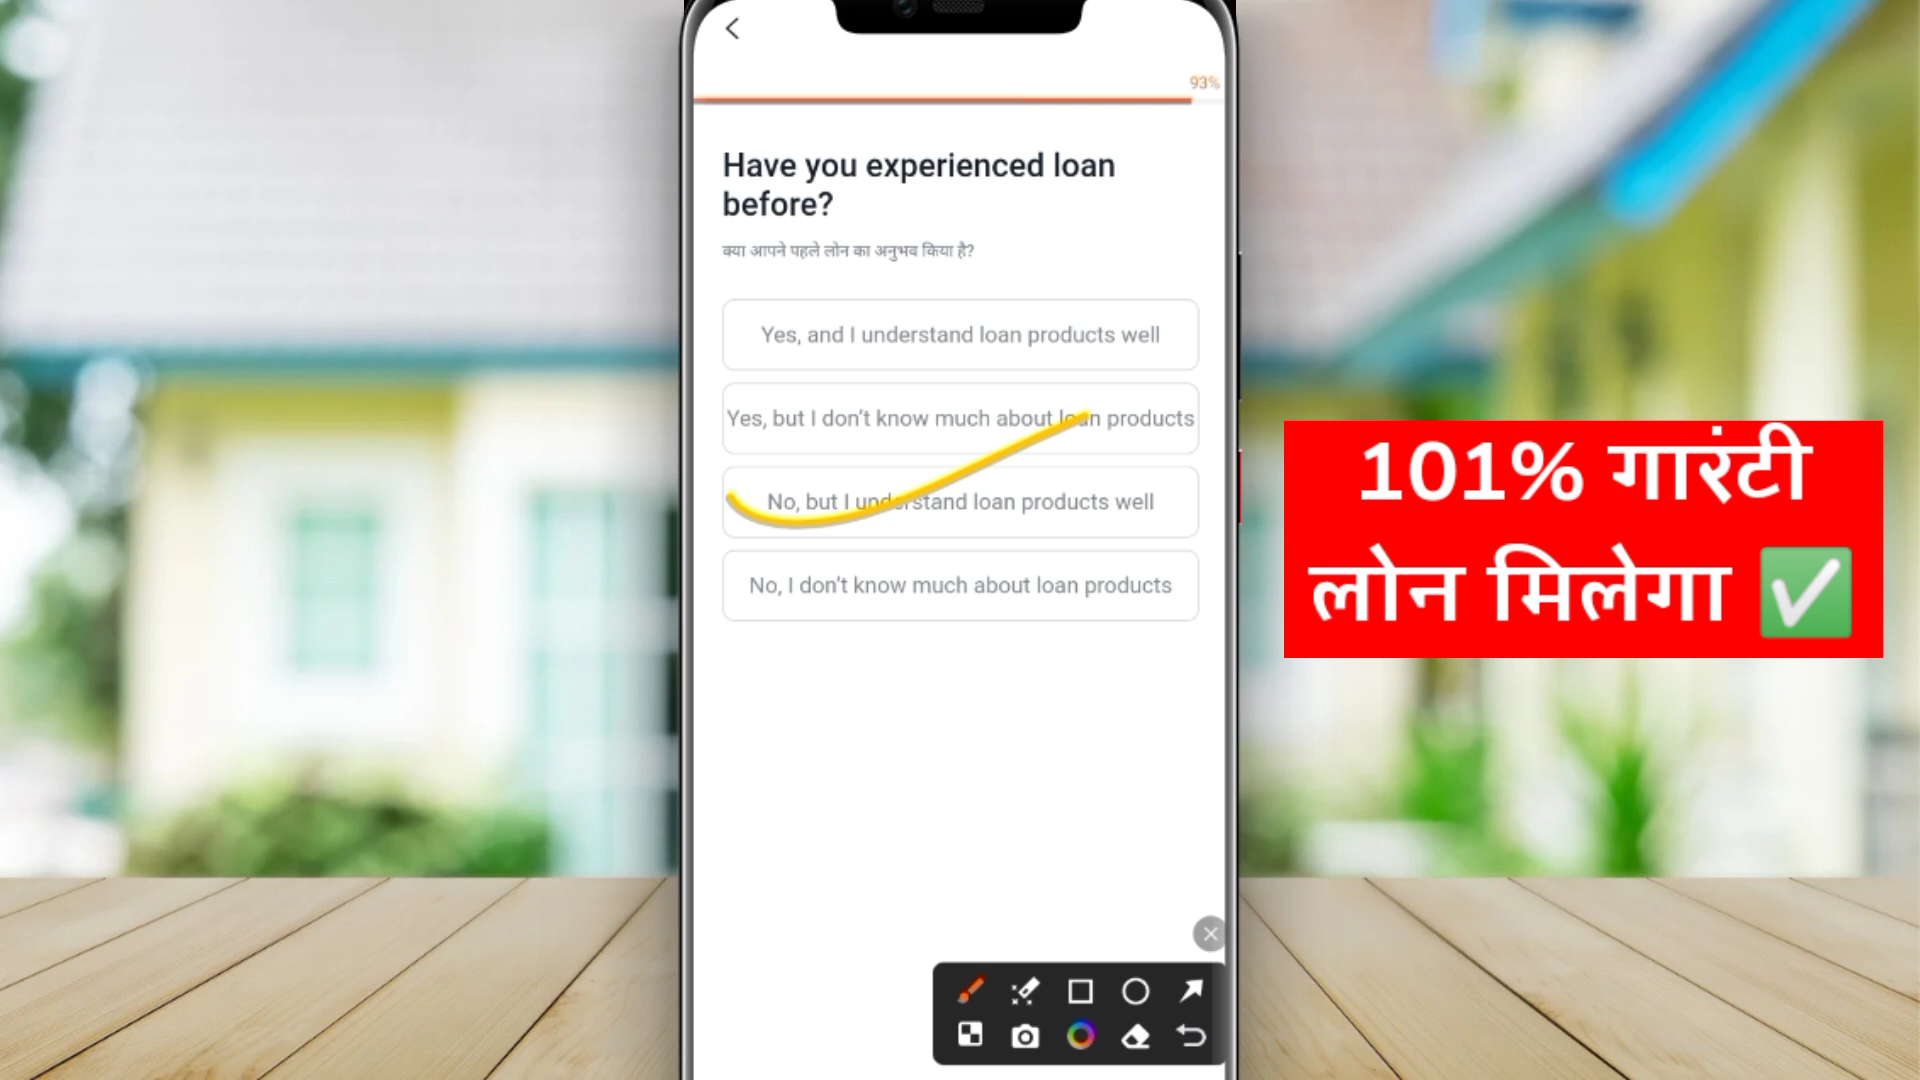 93%
Have you experienced loan
before?
क्या आपने पहले लोन का अनुभव किया है?
Yes, and I understand loan products well
Yes, but I don’t know much about loan products
No, but I understand loan products well
No, I don’t know much about loan products
101% गारंटी
लोन मिलेगा ✅